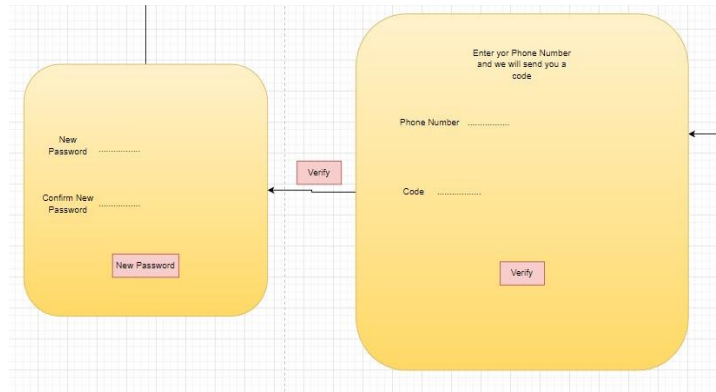 New
Password ................
Confirm New
Password ................
New Password
Verify
Enter yor Phone Number
and we will send you a
code
Phone Number ................
Code ................
Verify